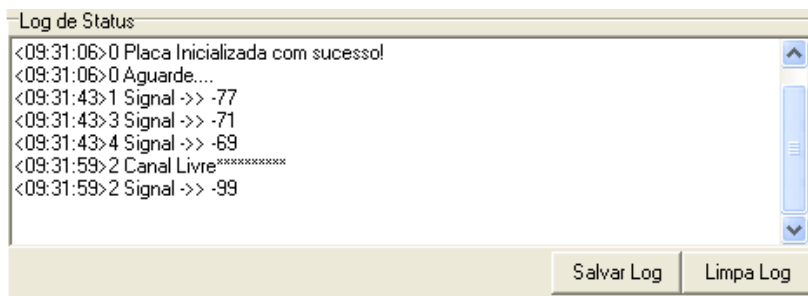 Log de Status
<09:31:06>0 Placa Inicializada com sucesso!
<09:31:06>0 Aguarde....
<09:31:43>1 Signal ->> -77
<09:31:43>3 Signal ->> -71
<09:31:43>4 Signal ->> -69
<09:31:59>2 Canal Livre**********
<09:31:59>2 Signal ->> -99
Salvar Log Limpa Log